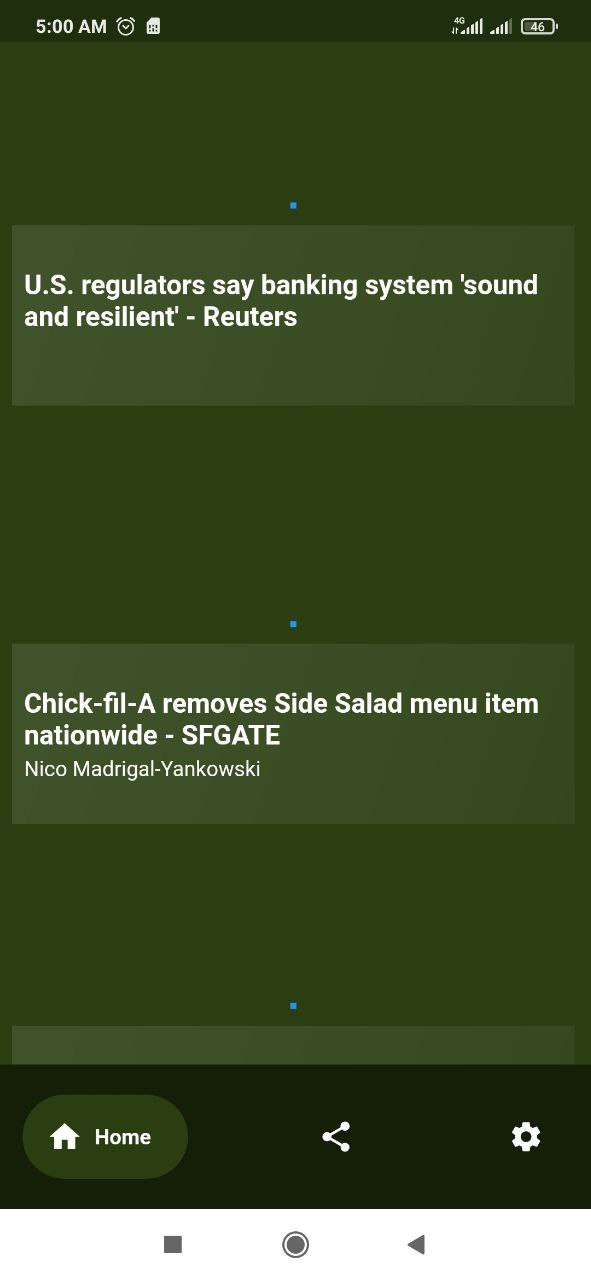 5:00 AM 4G 46
U.S. regulators say banking system 'sound
and resilient' - Reuters
Chick-fil-A removes Side Salad menu item
nationwide - SFGATE
Nico Madrigal-Yankowski
Home